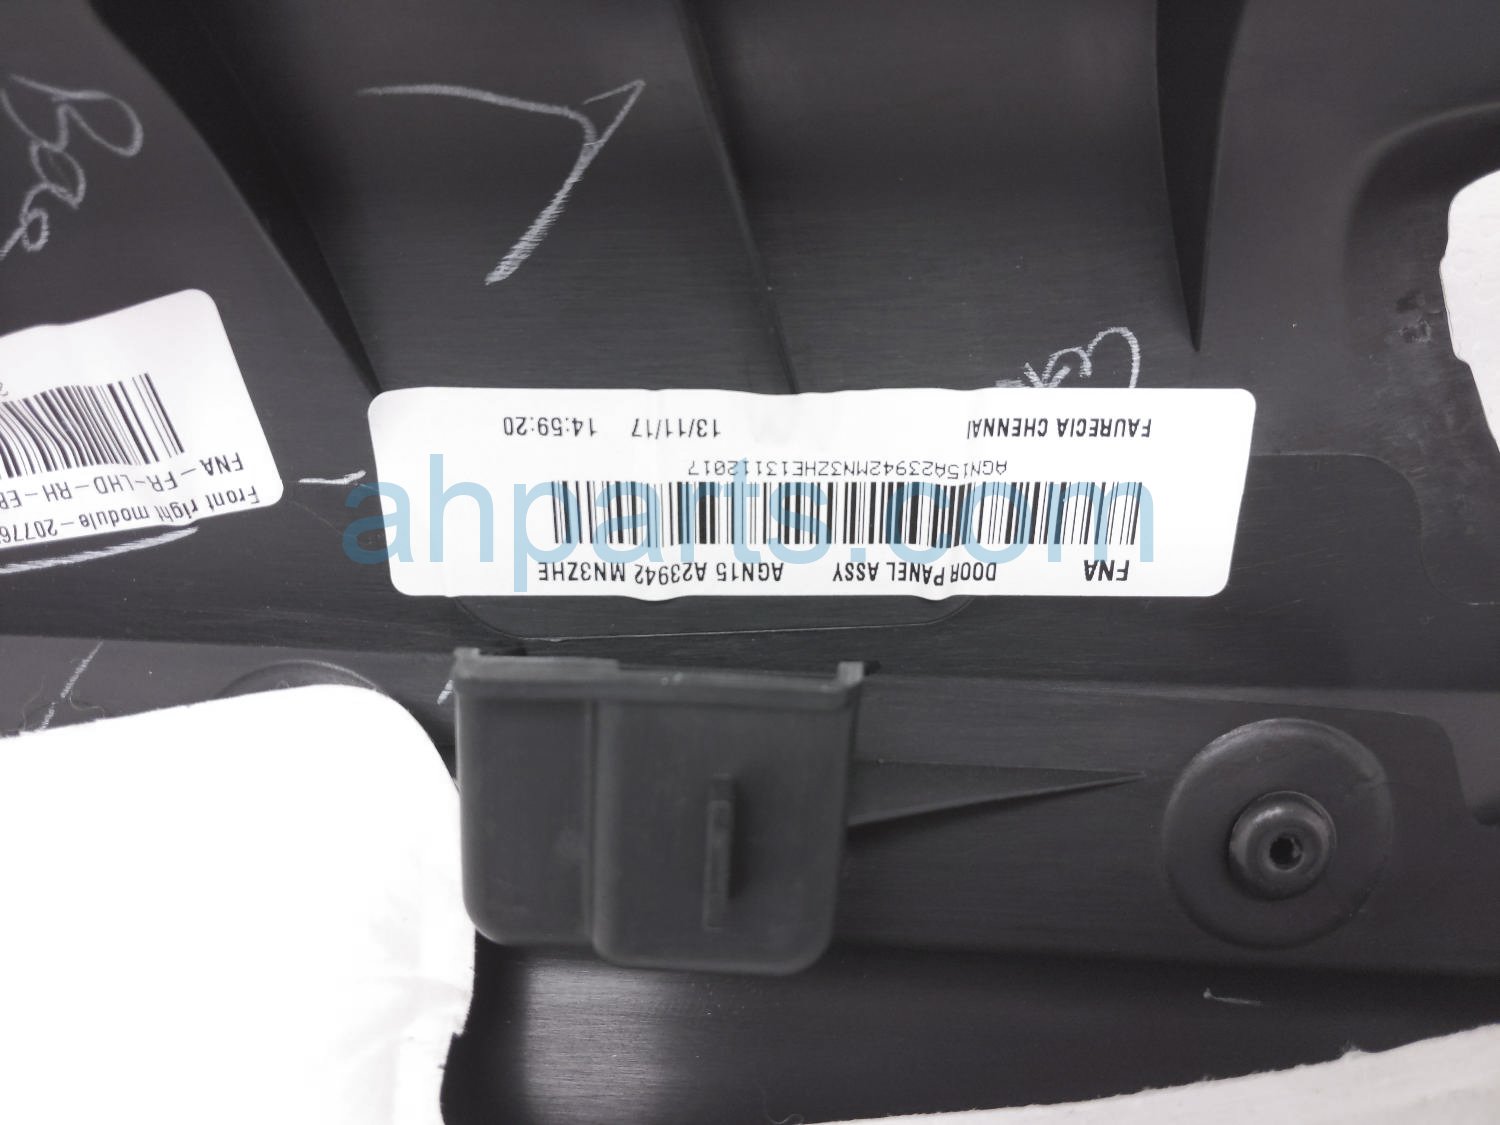 FNA DOOR PANEL ASSY AGN15 A23942 MN3ZHE
AGN15A23942MN3ZHE13112017
FAURECIA CHENNAI 13/11/17 14:59:20
Front right module-20776
FNA-FR-LHD-RH-
ahparts.com